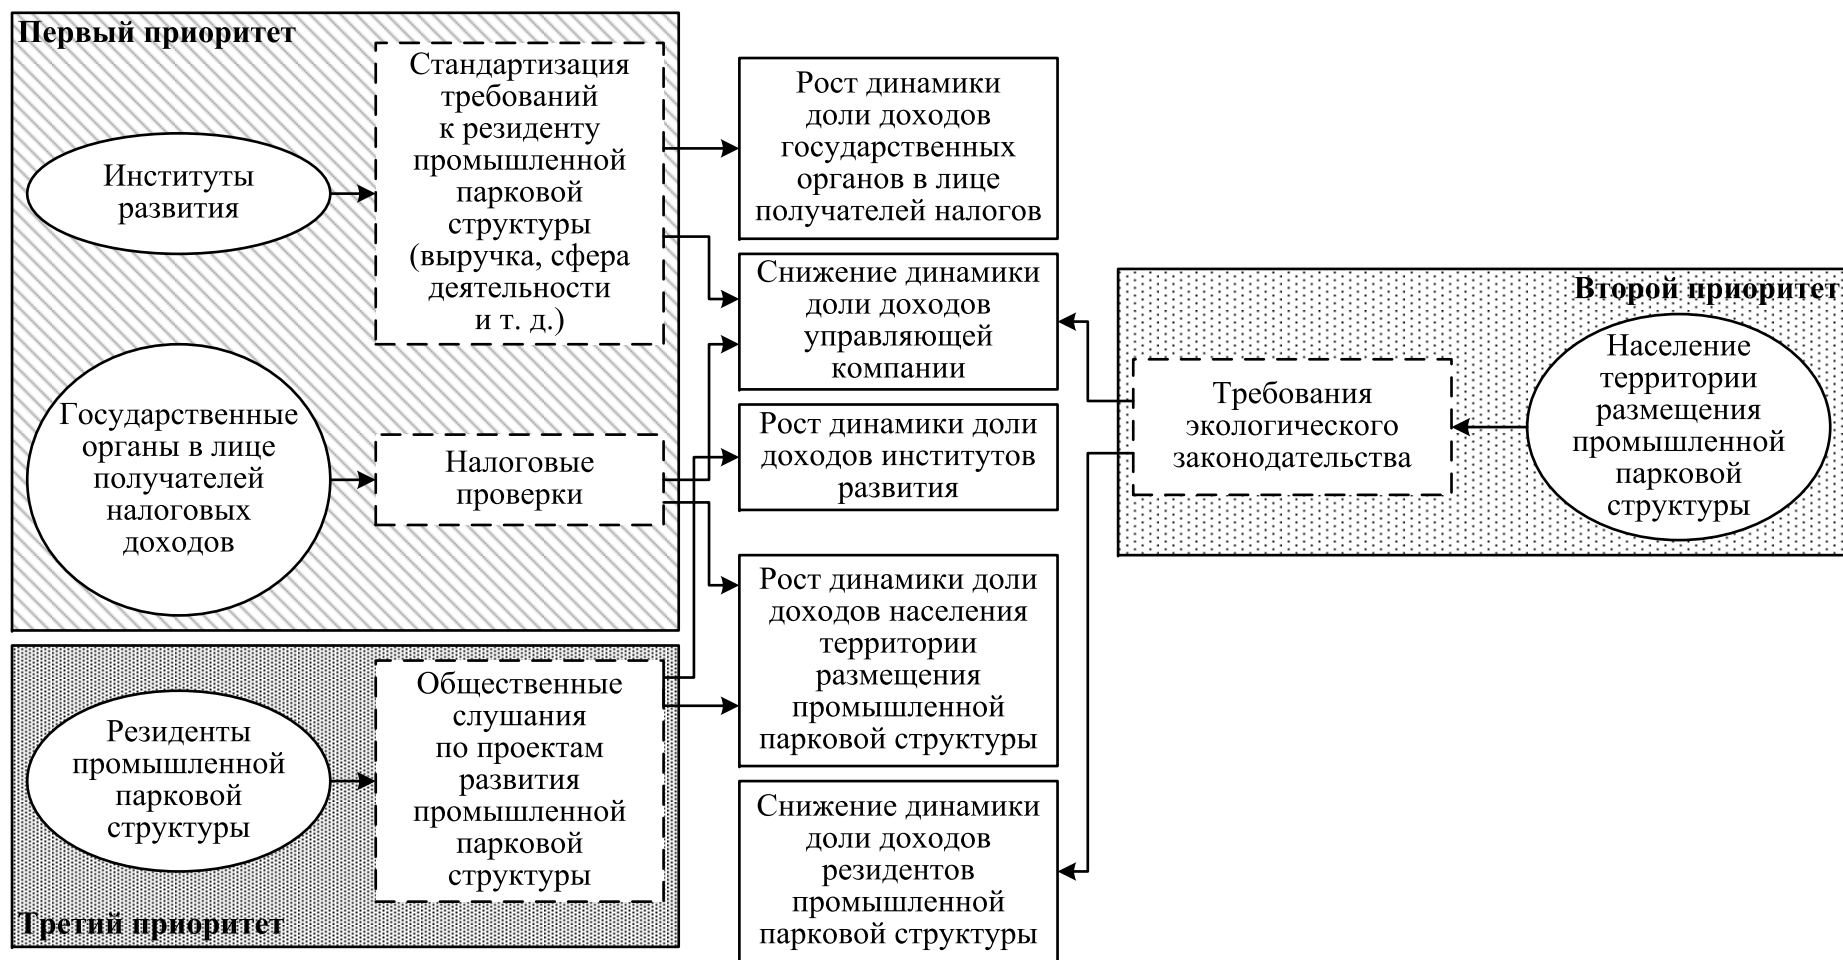 Первый приоритет
Институты
развития
Стандартизация
требований
к резиденту
промышленной
парковой
структуры
(выручка, сфера
деятельности
и т. д.)
Государственные
органы в лице
получателей
налоговых
доходов
Налоговые
проверки
Резиденты
промышленной
парковой
структуры
Общественные
слушания
по проектам
развития
промышленной
парковой
структуры
Третий приоритет
Рост динамики
доли доходов
государственных
органов в лице
получателей налогов
Снижение динамики
доли доходов
управляющей
компании
Рост динамики доли
доходов институтов
развития
Рост динамики доли
доходов населения
территории
размещения
промышленной
парковой структуры
Снижение динамики
доли доходов
резидентов
промышленной
парковой структуры
Второй приоритет
Требования
экологического
законодательства
Население
территории
размещения
промышленной
парковой
структуры